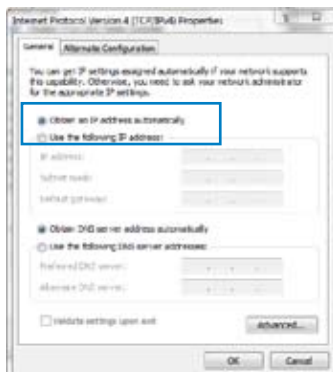 Internet Protocol Version 4 (TCP/IPv4) Properties
General
Alternate Configuration
You can get IP settings assigned automatically if your network supports
this capability. Otherwise, you need to ask your network administrator
for the appropriate IP settings.
Obtain an IP address automatically
Use the following IP address:
IP address:
Subnet mask:
Default gateway:
Obtain DNS server address automatically
Use the following DNS server addresses:
Preferred DNS server:
Alternate DNS server:
Validate settings upon exit
Advanced...
OK
Cancel